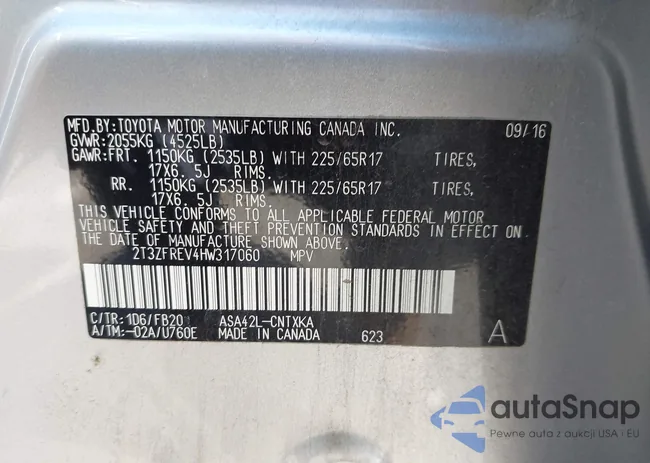 MFD.BY:TOYOTA MOTOR MANUFACTURING CANADA INC. 09/16
GVWR:2055KG (4525LB)
GAWR:FRT. 1150KG (2535LB) WITH 225/65R17 TIRES,
17X6. 5J RIMS.
RR. 1150KG (2535LB) WITH 225/65R17 TIRES,
17X6. 5J RIMS.
THIS VEHICLE CONFORMS TO ALL APPLICABLE FEDERAL MOTOR
VEHICLE SAFETY AND THEFT PREVENTION STANDARDS IN EFFECT ON
THE DATE OF MANUFACTURE SHOWN ABOVE.
2T3ZFREV4HW317060 MPV
C/TR: 1D6/FB20 ASA42L-CNTXKA
A/TM:-02A/U760E MADE IN CANADA 623 A
autaSnap
Pewne auta z aukcji USA i EU